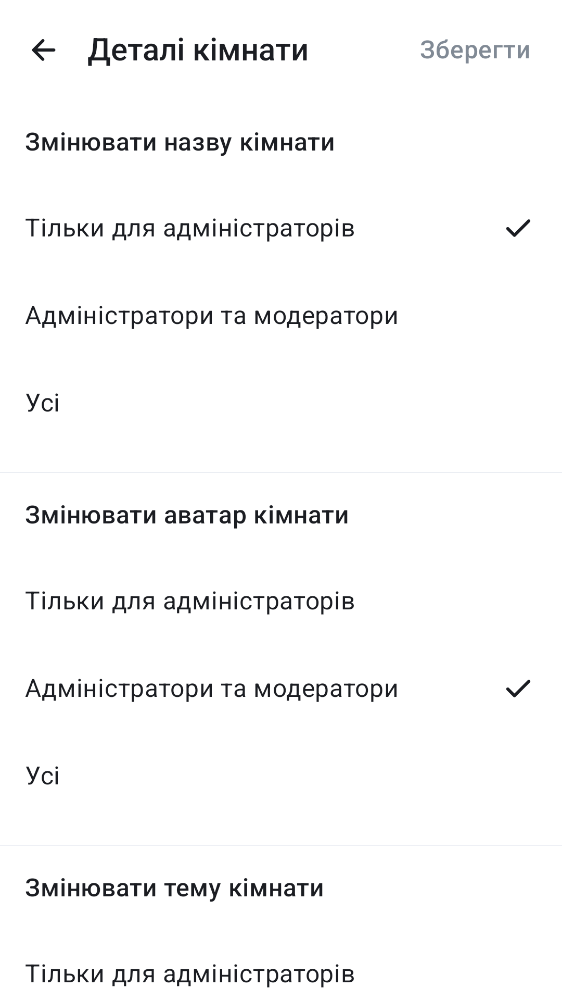 Деталі кімнати
Зберегти
Змінювати назву кімнати
Тільки для адміністраторів
Адміністратори та модератори
Усі
Змінювати аватар кімнати
Тільки для адміністраторів
Адміністратори та модератори
Усі
Змінювати тему кімнати
Тільки для адміністраторів